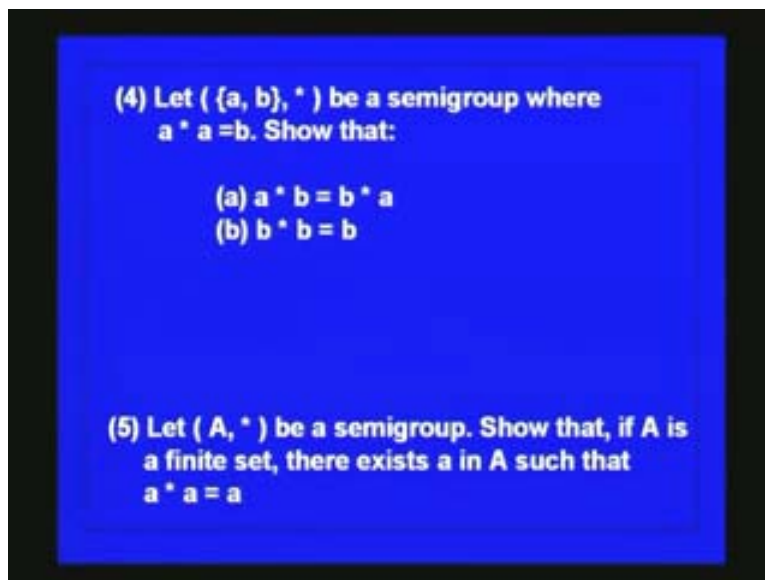 (4) Let ( {a, b}, * ) be a semigroup where
a * a =b. Show that:
(a) a * b = b * a
(b) b * b = b
(5) Let ( A, * ) be a semigroup. Show that, if A is
a finite set, there exists a in A such that
a * a = a